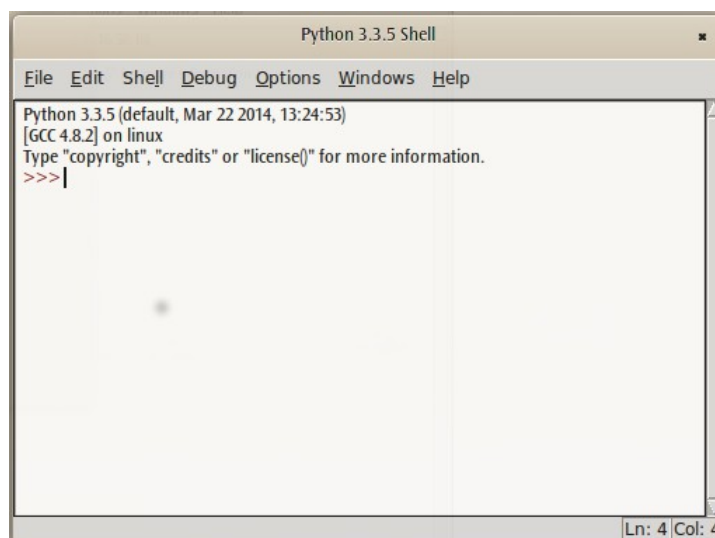 Python 3.3.5 Shell
File Edit Shell Debug Options Windows Help
Python 3.3.5 (default, Mar 22 2014, 13:24:53)
[GCC 4.8.2] on linux
Type "copyright", "credits" or "license()" for more information.
>>>
Ln: 4 Col: 4